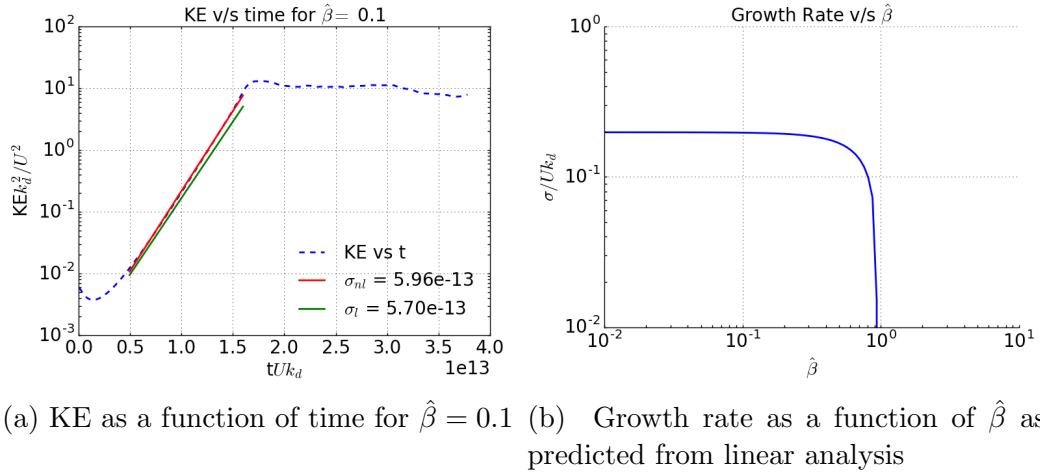 KE v/s time for β̂ = 0.1
10²
10¹
10⁰
10⁻¹
10⁻²
10⁻³
KEk_d²/U²
KE vs t
σ_nl = 5.96e-13
σ_l = 5.70e-13
0.0 0.5 1.0 1.5 2.0 2.5 3.0 3.5 4.0
1e13
tUk_d
Growth Rate v/s β̂
10⁰
10⁻¹
10⁻²
σ/Uk_d
10⁻² 10⁻¹ 10⁰ 10¹
β̂
(a) KE as a function of time for β̂ = 0.1
(b) Growth rate as a function of β̂ as
predicted from linear analysis